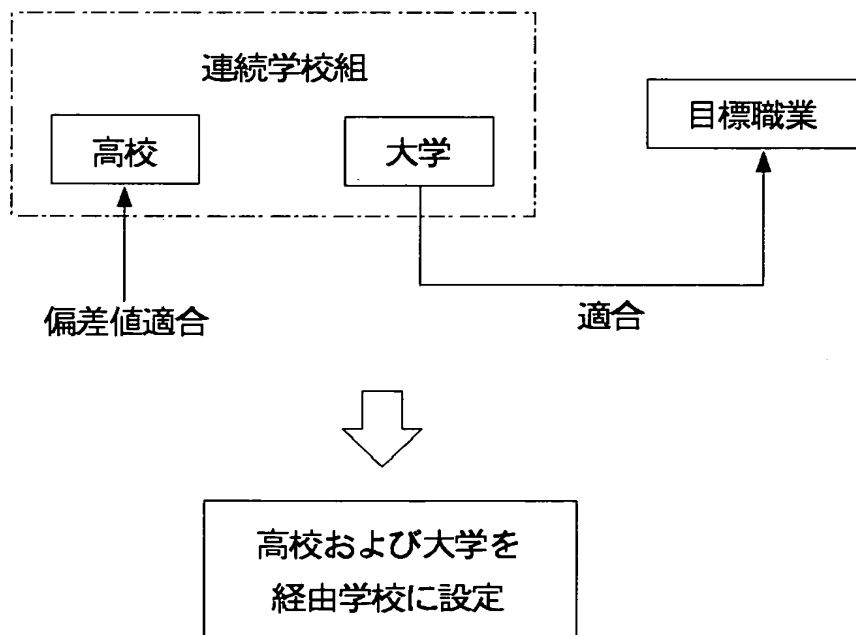 連続学校組
高校
大学
目標職業
偏差値適合
適合
高校および大学を
経由学校に設定